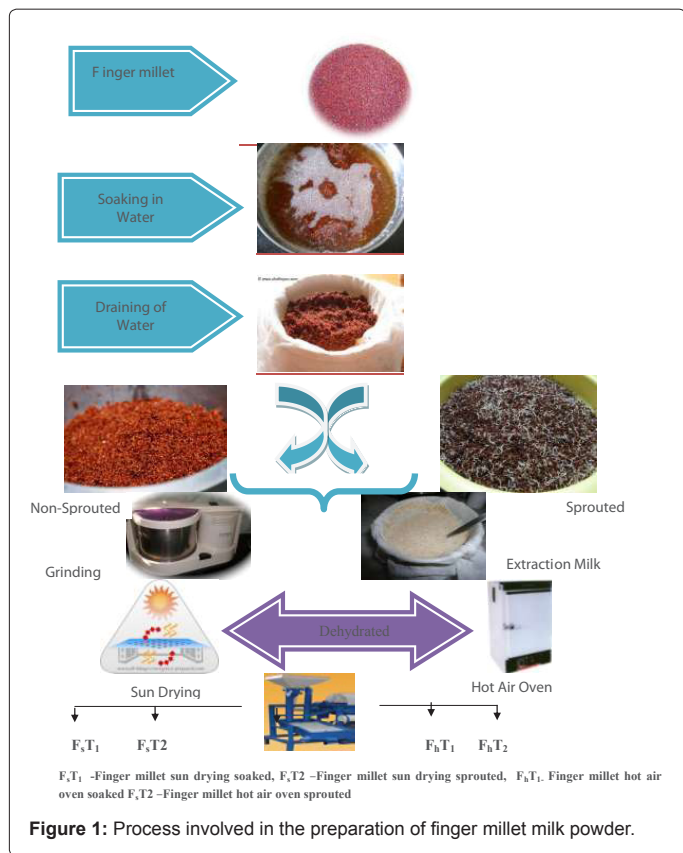 F inger millet
Soaking in
Water
Draining of
Water
Non-Sprouted
Sprouted
Grinding
Extraction Milk
Dehydrated
Sun Drying
Hot Air Oven
FsT1 FsT2 FhT1 FhT2
FsT1 -Finger millet sun drying soaked, FsT2 –Finger millet sun drying sprouted, FhT1. Finger millet hot air
oven soaked FsT2 –Finger millet hot air oven sprouted
Figure 1: Process involved in the preparation of finger millet milk powder.